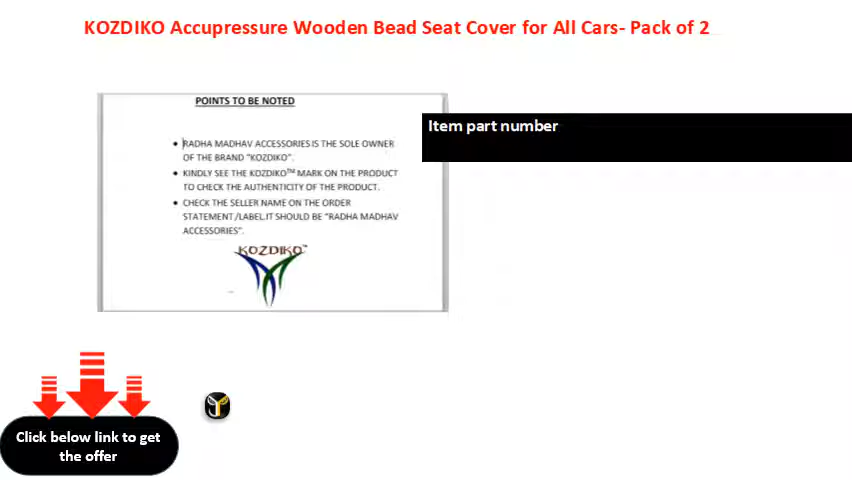 KOZDIKO Accupressure Wooden Bead Seat Cover for All Cars- Pack of 2
POINTS TO BE NOTED
• RADHA MADHAV ACCESSORIES IS THE SOLE OWNER
OF THE BRAND "KOZDIKO".
• KINDLY SEE THE KOZDIKO™ MARK ON THE PRODUCT
TO CHECK THE AUTHENTICITY OF THE PRODUCT.
• CHECK THE SELLER NAME ON THE ORDER
STATEMENT/LABEL.IT SHOULD BE "RADHA MADHAV
ACCESSORIES".
KOZDIKO™
Item part number
Click below link to get
the offer